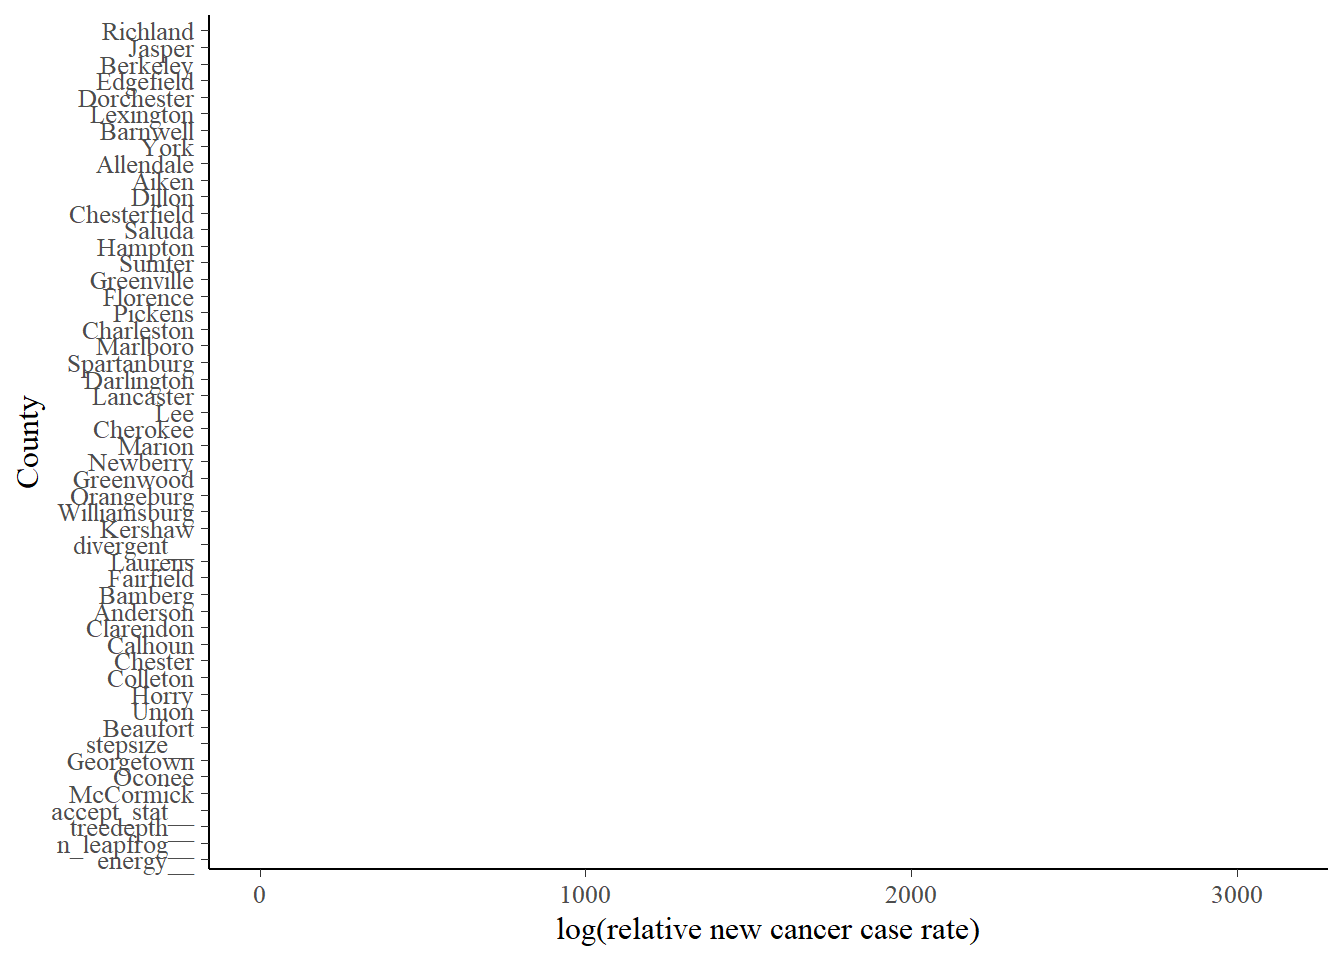 Richland
Jasper
Berkeley
Edgefield
Dorchester
Lexington
Barnwell
York
Allendale
Aiken
Dillon
Chesterfield
Saluda
Hampton
Sumter
Greenville
Florence
Pickens
Charleston
Marlboro
Spartanburg
Darlington
Lancaster
Lee
Cherokee
Marion
Newberry
Greenwood
Orangeburg
Williamsburg
Kershaw
divergent__
Laurens
Fairfield
Bamberg
Anderson
Clarendon
Calhoun
Chester
Colleton
Horry
Union
Beaufort
stepsize__
Georgetown
Oconee
McCormick
accept_stat__
treedepth__
n_leapfrog__
energy__
County
0 1000 2000 3000
log(relative new cancer case rate)